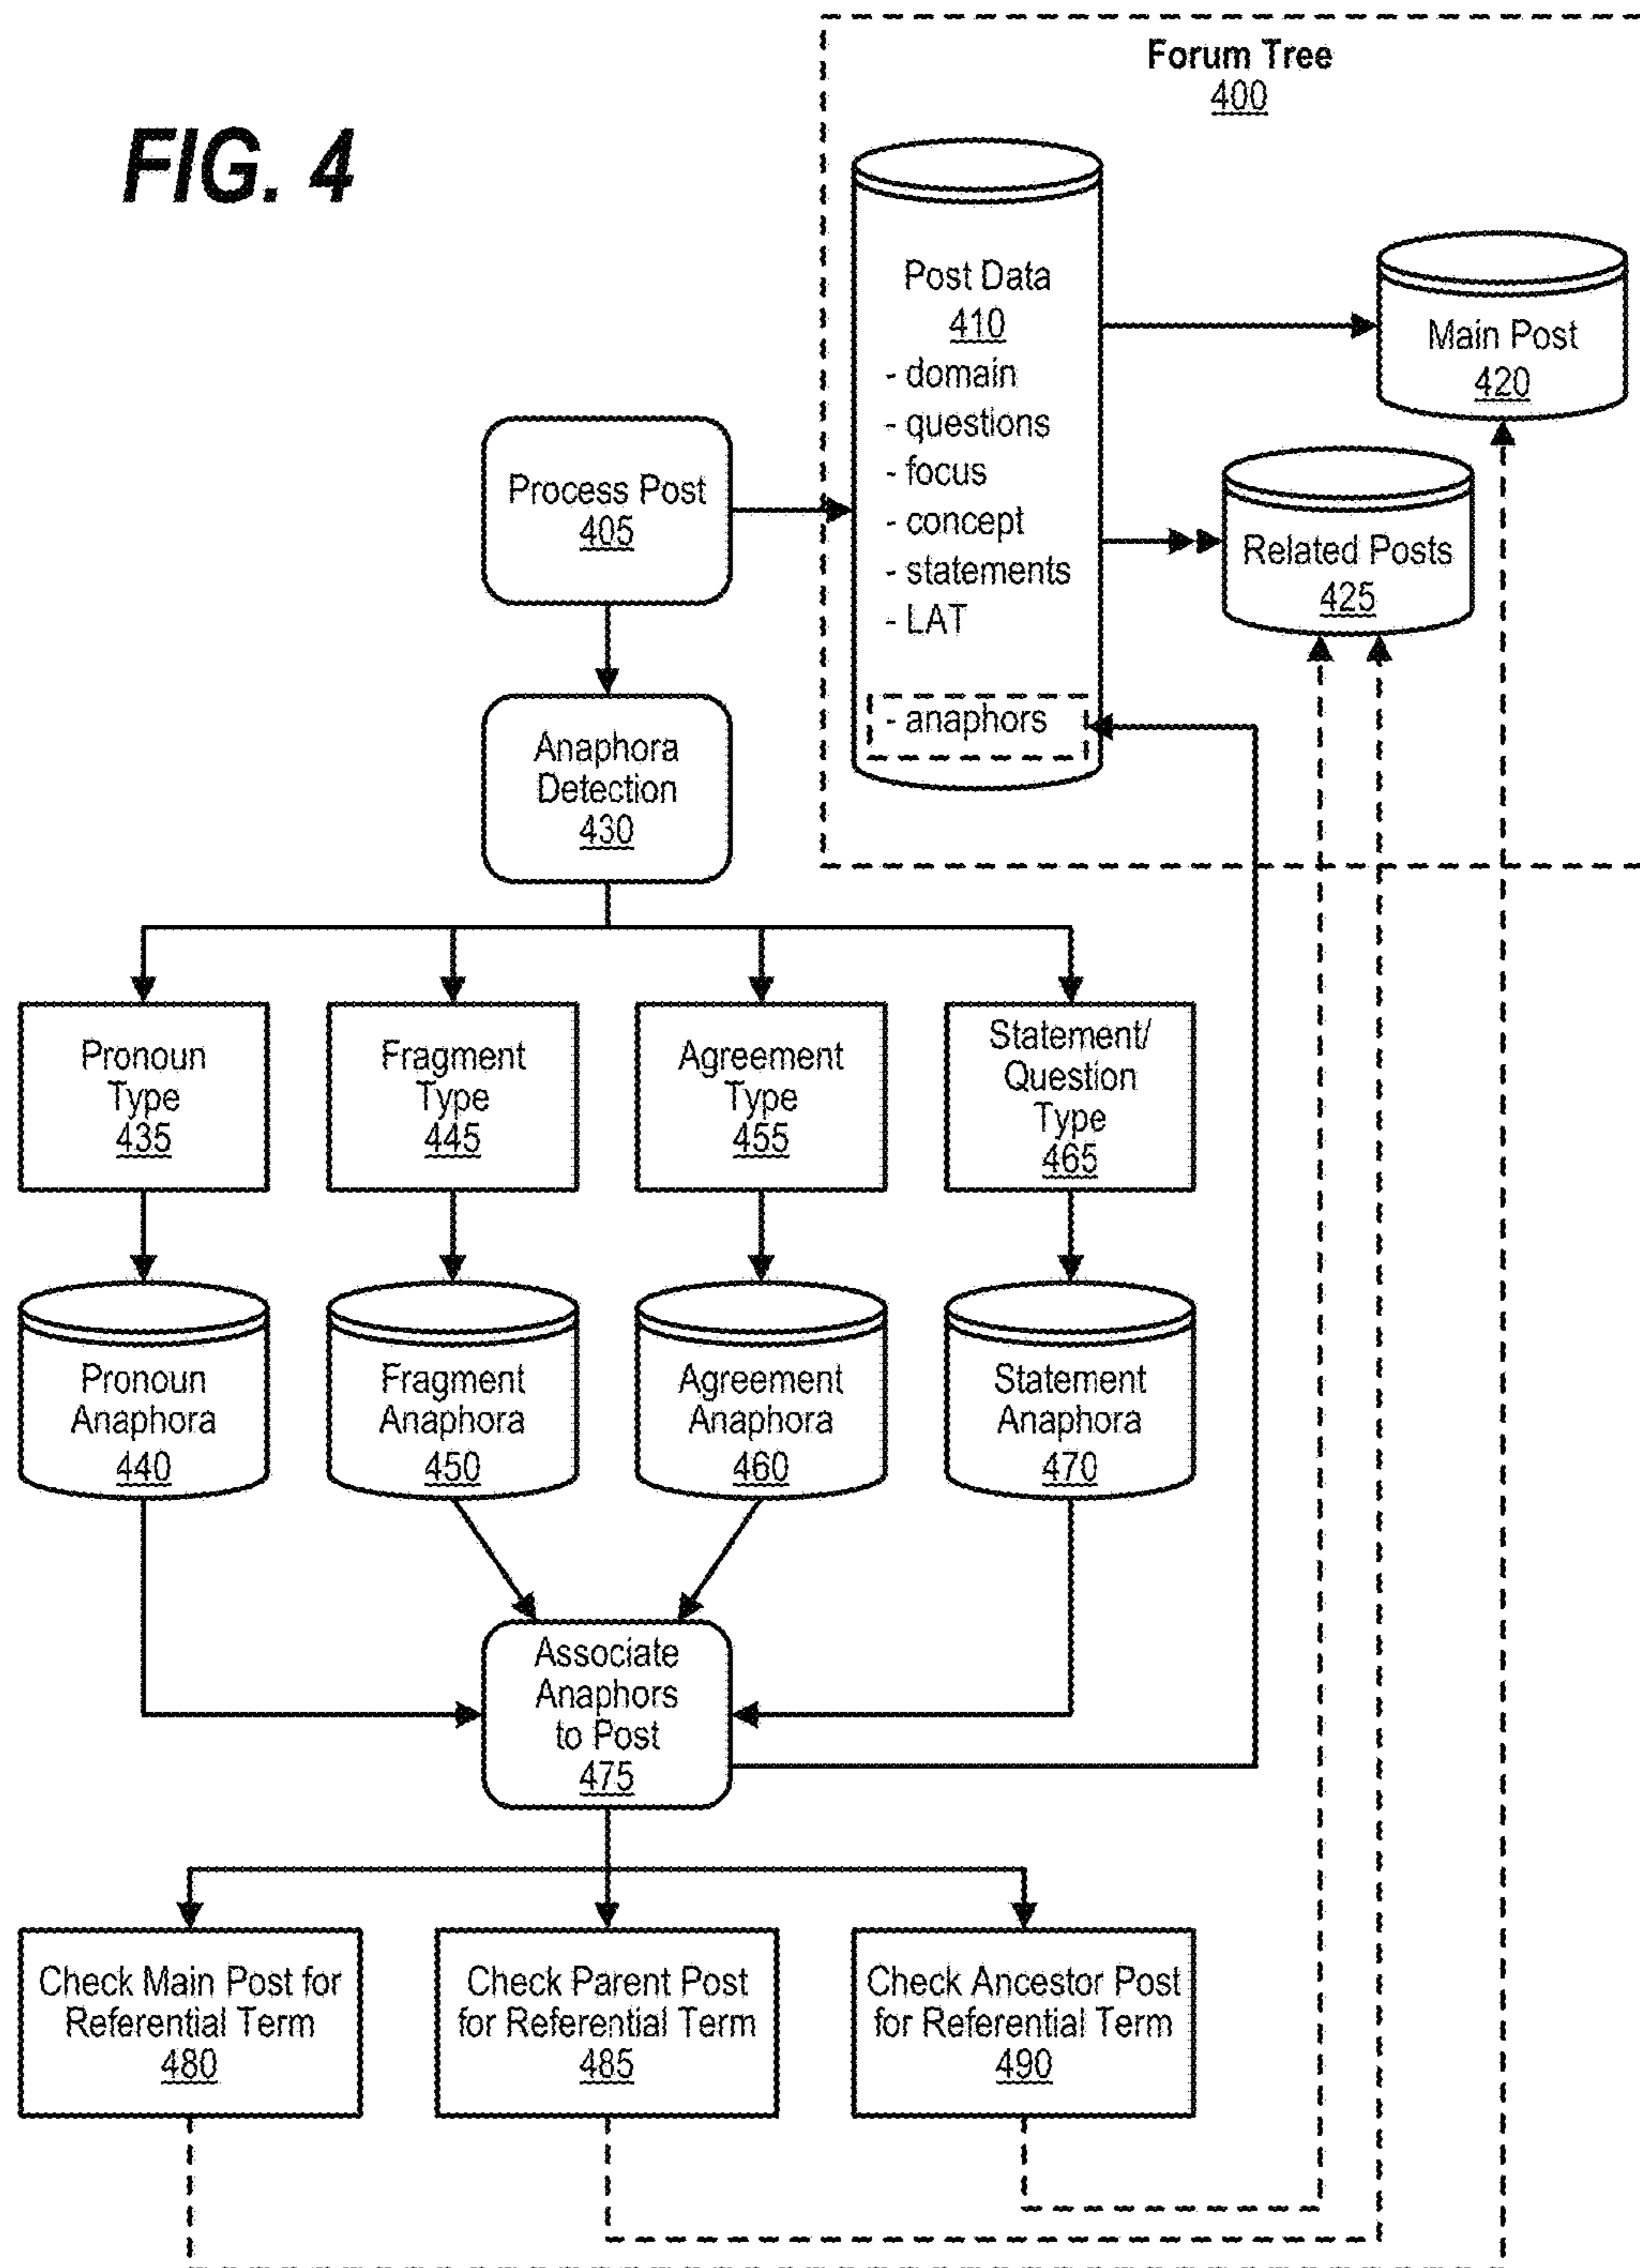 Forum Tree
400
FIG. 4
Post Data
410
- domain
- questions
- focus
- concept
- statements
- LAT
- anaphors
Main Post
420
Related Posts
425
Process Post
405
Anaphora
Detection
430
Pronoun
Type
435
Fragment
Type
445
Agreement
Type
455
Statement/
Question
Type
465
Pronoun
Anaphora
440
Fragment
Anaphora
450
Agreement
Anaphora
460
Statement
Anaphora
470
Associate
Anaphors
to Post
475
Check Main Post for
Referential Term
480
Check Parent Post
for Referential Term
485
Check Ancestor Post
for Referential Term
490